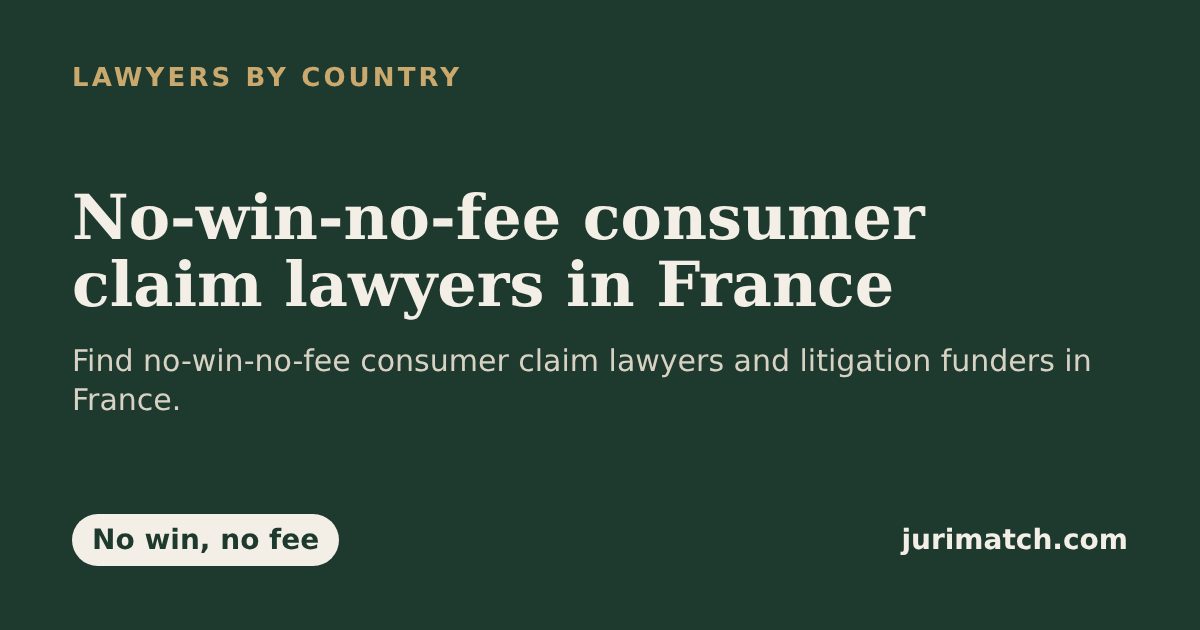 LAWYERS BY COUNTRY
No-win-no-fee consumer
claim lawyers in France
Find no-win-no-fee consumer claim lawyers and litigation funders in
France.
No win, no fee
jurimatch.com